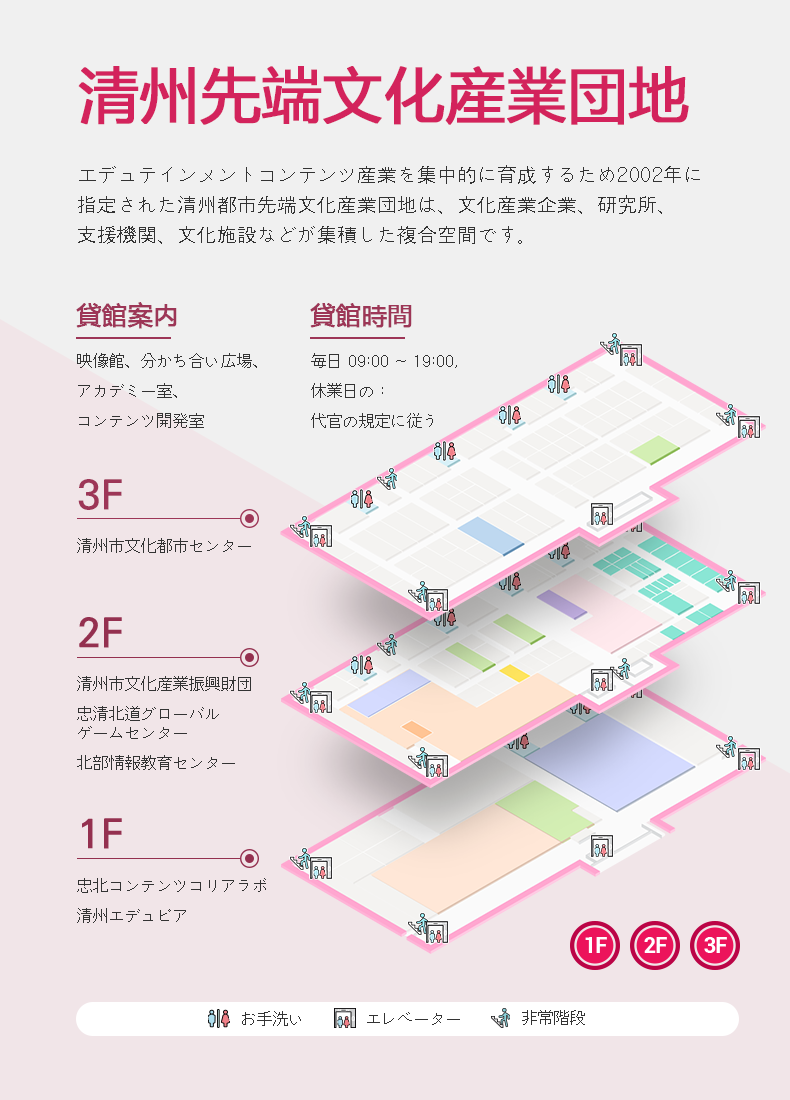 清州先端文化産業団地
エデュテインメントコンテンツ産業を集中的に育成するため2002年に
指定された清州都市先端文化産業団地は、文化産業企業、研究所、
支援機関、文化施設などが集積した複合空間です。
貸館案内
映像館、分かち合い広場、
アカデミー室、
コンテンツ開発室
貸館時間
毎日 09:00 ~ 19:00,
休業日の :
代官の規定に従う
3F
清州市文化都市センター
2F
清州市文化産業振興財団
忠清北道グローバル
ゲームセンター
北部情報教育センター
1F
忠北コンテンツコリアラボ
清州エデュピア
1F 2F 3F
お手洗い エレベーター 非常階段